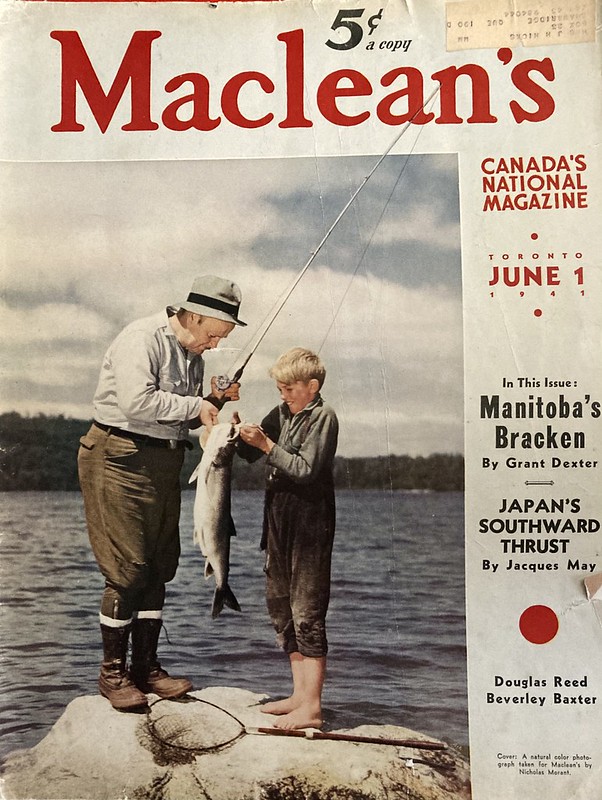 5¢
a copy
Maclean's
CANADA'S
NATIONAL
MAGAZINE
TORONTO
JUNE 1
1941
In This Issue:
Manitoba's
Bracken
By Grant Dexter
JAPAN'S
SOUTHWARD
THRUST
By Jacques May
Douglas Reed
Beverley Baxter
Cover: A natural color photo-
graph taken for Maclean's by
Nicholas Morant.